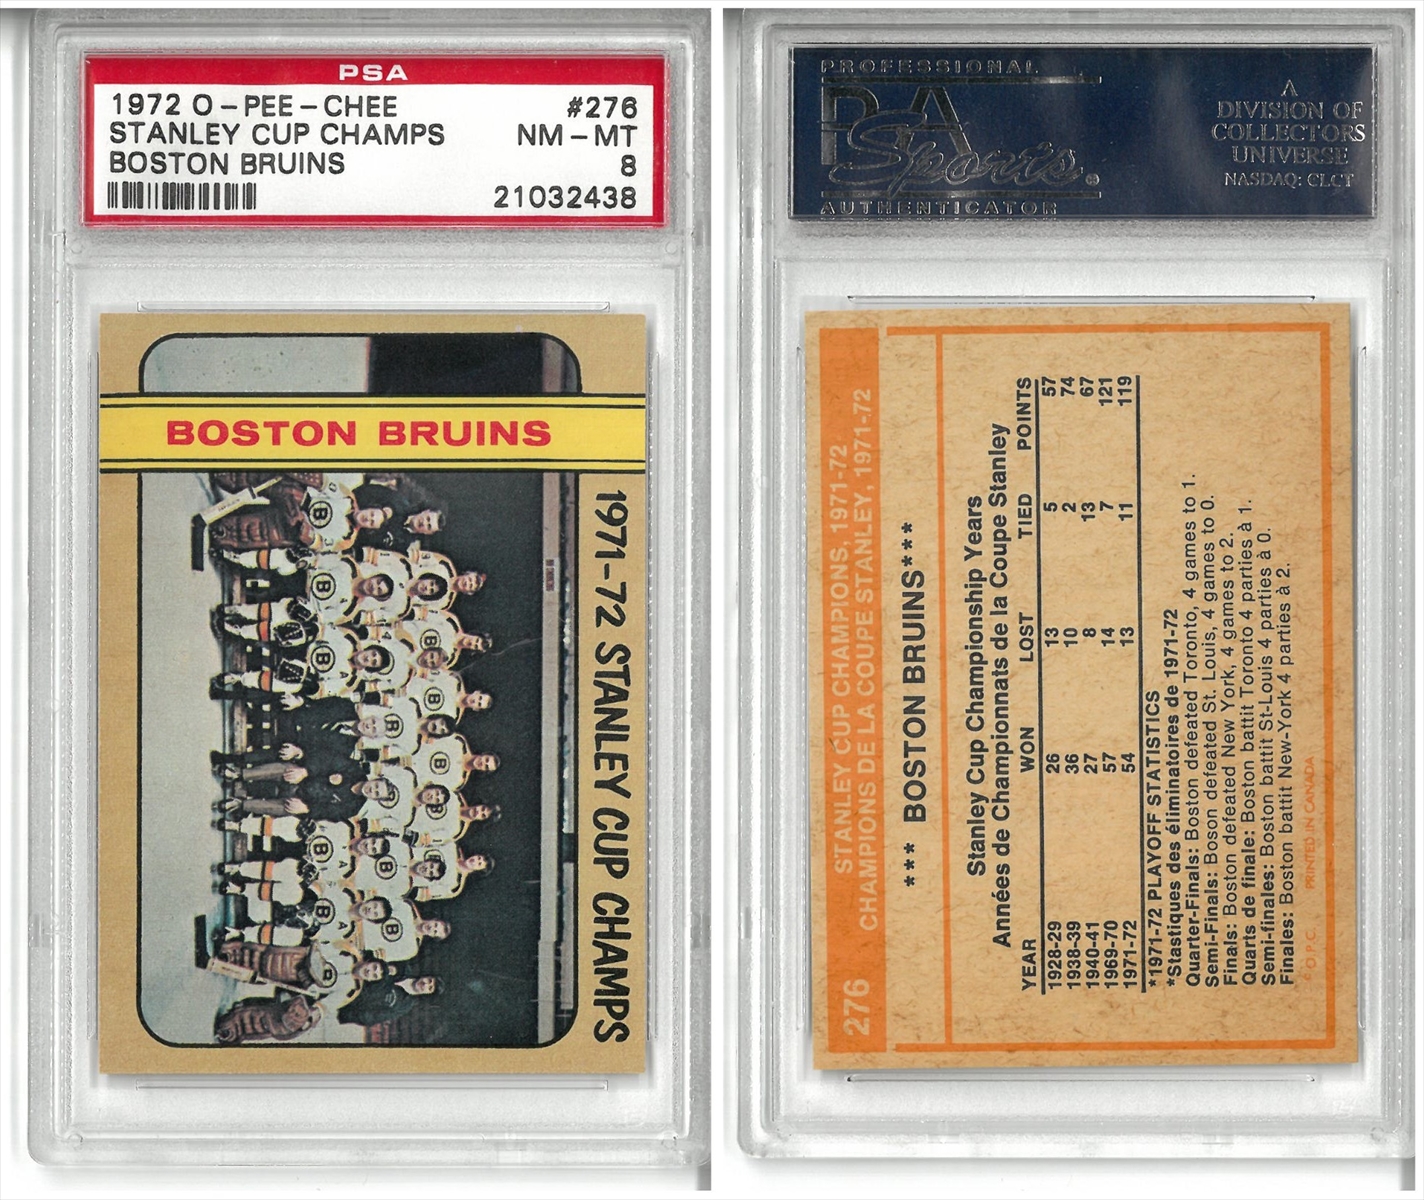 PSA
1972 O-PEE-CHEE #276
STANLEY CUP CHAMPS NM-MT
BOSTON BRUINS 8
21032438
BOSTON BRUINS
1971-72 STANLEY CUP CHAMPS
PROFESSIONAL
PSA
Sports®
AUTHENTICATOR
A
DIVISION OF
COLLECTORS
UNIVERSE
NASDAQ: CLCT
276
STANLEY CUP CHAMPIONS, 1971-72
CHAMPIONS DE LA COUPE STANLEY, 1971-72
*** BOSTON BRUINS***
Stanley Cup Championship Years
Années de Championnats de la Coupe Stanley
YEAR WON LOST TIED POINTS
1928-29 26 13 5 57
1938-39 36 10 2 74
1940-41 27 8 13 67
1969-70 57 14 7 121
1971-72 54 13 11 119
*1971-72 PLAYOFF STATISTICS
*Stastiques des éliminatoires de 1971-72
Quarter-Finals: Boston defeated Toronto, 4 games to 1.
Semi-Finals: Boson defeated St. Louis, 4 games to 0.
Finals: Boston defeated New York, 4 games to 2.
Quarts de finale: Boston battit Toronto 4 parties à 1.
Semi-finales: Boston battit St-Louis 4 parties à 0.
Finales: Boston battit New-York 4 parties à 2.
© O.P.C. PRINTED IN CANADA